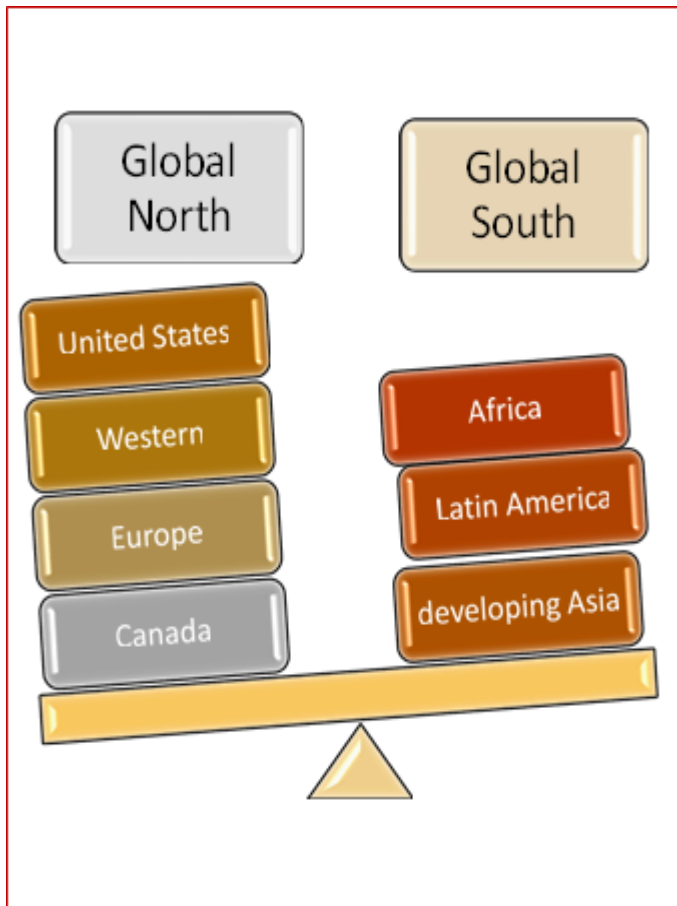 Global
North
Global
South
United States
Western
Europe
Canada
Africa
Latin America
developing Asia